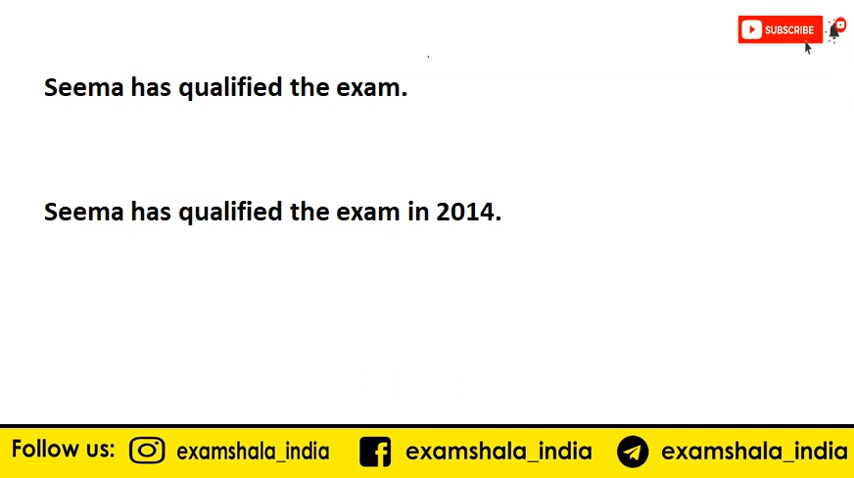 SUBSCRIBE
Seema has qualified the exam.
Seema has qualified the exam in 2014.
Follow us: examshala_india examshala_india examshala_india